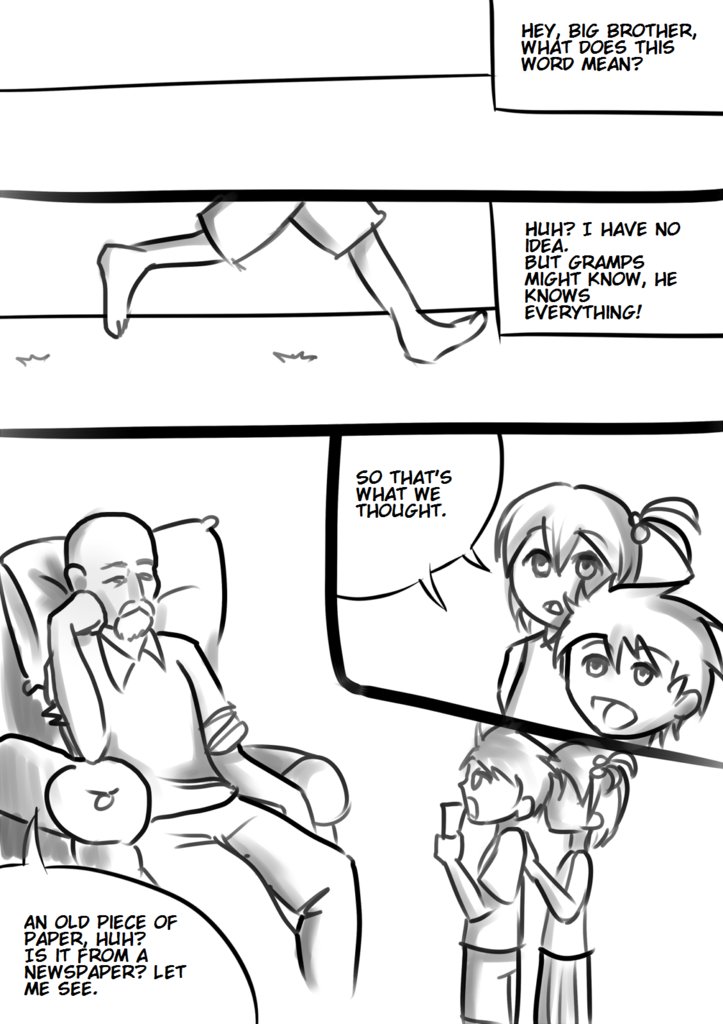 HEY, BIG BROTHER,
WHAT DOES THIS
WORD MEAN?
HUH? I HAVE NO
IDEA.
BUT GRAMPS
MIGHT KNOW, HE
KNOWS
EVERYTHING!
SO THAT'S
WHAT WE
THOUGHT.
AN OLD PIECE OF
PAPER, HUH?
IS IT FROM A
NEWSPAPER? LET
ME SEE.